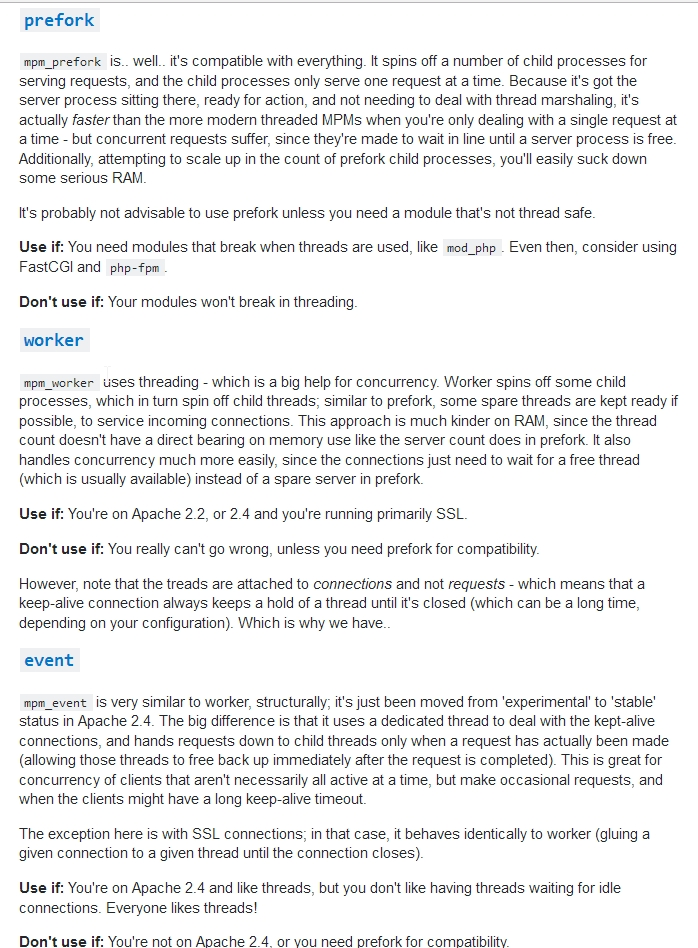 prefork
mpm_prefork is.. well.. it's compatible with everything. It spins off a number of child processes for
serving requests, and the child processes only serve one request at a time. Because it's got the
server process sitting there, ready for action, and not needing to deal with thread marshaling, it's
actually faster than the more modern threaded MPMs when you're only dealing with a single request at
a time - but concurrent requests suffer, since they're made to wait in line until a server process is free.
Additionally, attempting to scale up in the count of prefork child processes, you'll easily suck down
some serious RAM.
It's probably not advisable to use prefork unless you need a module that's not thread safe.
Use if: You need modules that break when threads are used, like mod_php. Even then, consider using
FastCGI and php-fpm.
Don't use if: Your modules won't break in threading.
worker
mpm_worker uses threading - which is a big help for concurrency. Worker spins off some child
processes, which in turn spin off child threads; similar to prefork, some spare threads are kept ready if
possible, to service incoming connections. This approach is much kinder on RAM, since the thread
count doesn't have a direct bearing on memory use like the server count does in prefork. It also
handles concurrency much more easily, since the connections just need to wait for a free thread
(which is usually available) instead of a spare server in prefork.
Use if: You're on Apache 2.2, or 2.4 and you're running primarily SSL.
Don't use if: You really can't go wrong, unless you need prefork for compatibility.
However, note that the treads are attached to connections and not requests - which means that a
keep-alive connection always keeps a hold of a thread until it's closed (which can be a long time,
depending on your configuration). Which is why we have..
event
mpm_event is very similar to worker, structurally; it's just been moved from 'experimental' to 'stable'
status in Apache 2.4. The big difference is that it uses a dedicated thread to deal with the kept-alive
connections, and hands requests down to child threads only when a request has actually been made
(allowing those threads to free back up immediately after the request is completed). This is great for
concurrency of clients that aren't necessarily all active at a time, but make occasional requests, and
when the clients might have a long keep-alive timeout.
The exception here is with SSL connections; in that case, it behaves identically to worker (gluing a
given connection to a given thread until the connection closes).
Use if: You're on Apache 2.4 and like threads, but you don't like having threads waiting for idle
connections. Everyone likes threads!
Don't use if: You're not on Apache 2.4, or you need prefork for compatibility.